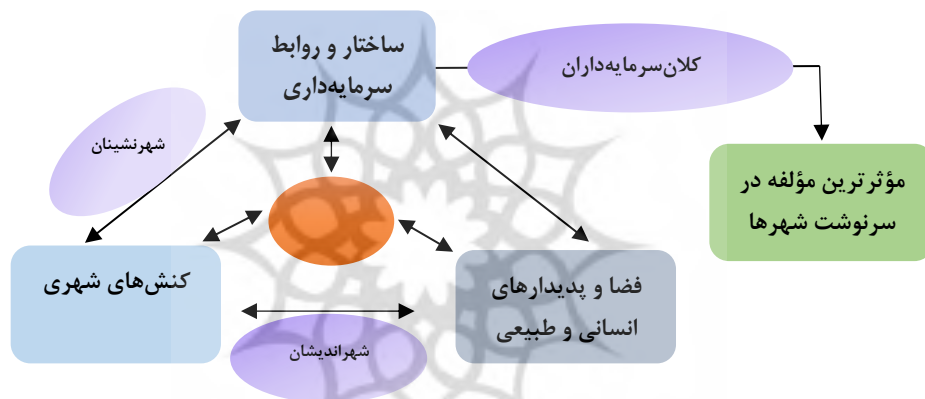 ساختار و روابط
سرمایه‌داری
کلان‌سرمایه‌داران
شهرنشینان
مؤثرترین مؤلفه در
سرنوشت شهرها
کنش‌های شهری
فضا و پدیدارهای
انسانی و طبیعی
شهراندیشان